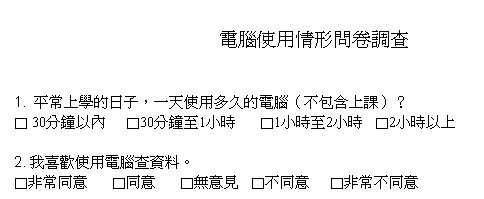 電腦使用情形問卷調查
1. 平常上學的日子，一天使用多久的電腦（不包含上課）？
□ 30分鐘以內 □30分鐘至1小時 □1小時至2小時 □2小時以上
2.我喜歡使用電腦查資料。
□非常同意 □同意 □無意見 □不同意 □非常不同意